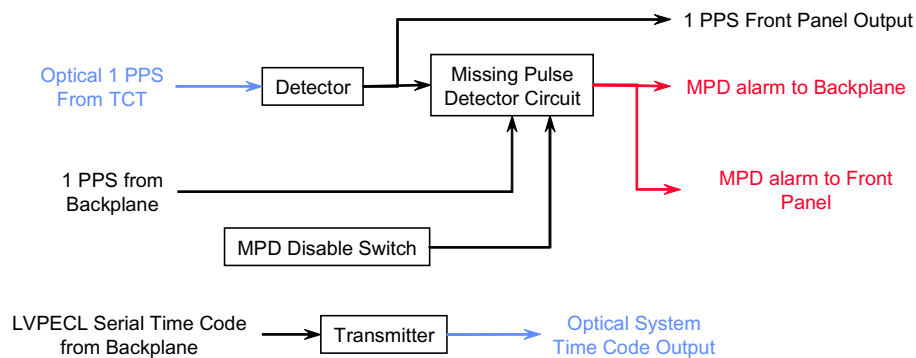 1 PPS Front Panel Output
Optical 1 PPS
From TCT
Detector
Missing Pulse
Detector Circuit
MPD alarm to Backplane
1 PPS from
Backplane
MPD alarm to Front
Panel
MPD Disable Switch
LVPECL Serial Time Code
from Backplane
Transmitter
Optical System
Time Code Output